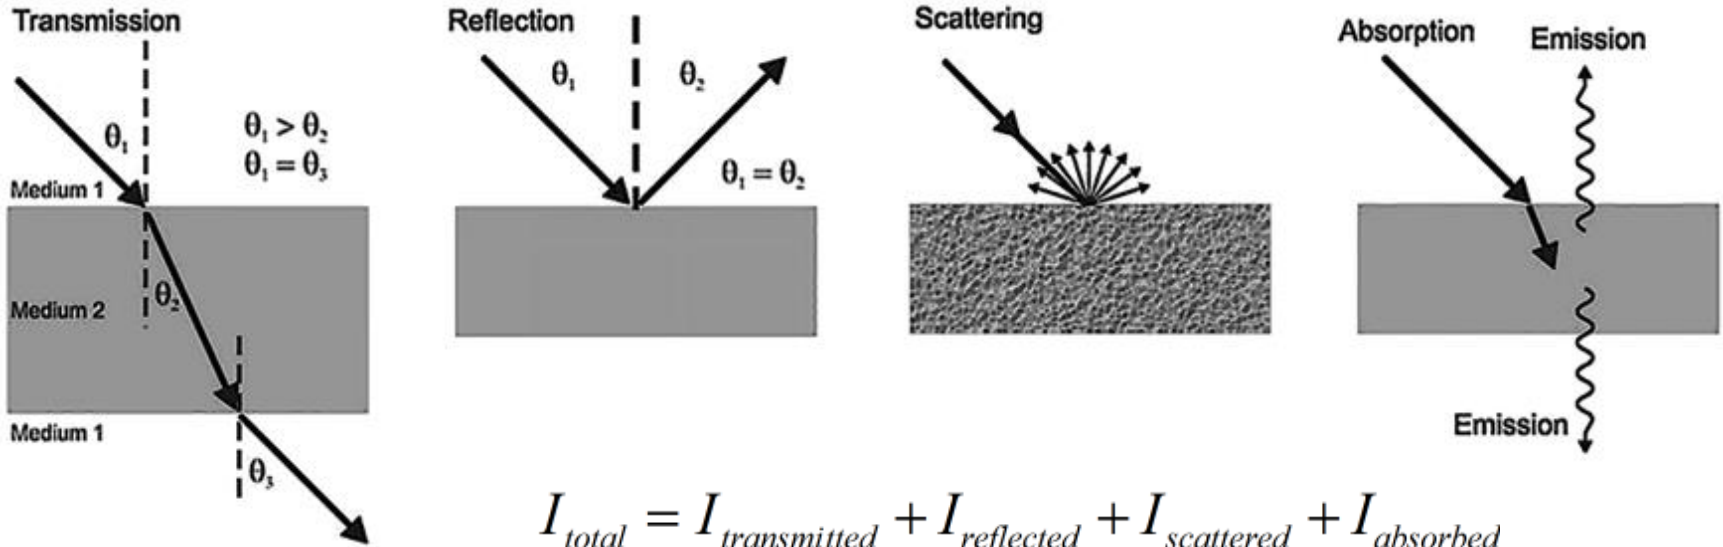 Transmission
θ₁
θ₁ > θ₂
θ₁ = θ₃
Medium 1
θ₂
Medium 2
Medium 1
θ₃
Reflection
θ₁
θ₂
θ₁ = θ₂
Scattering
Absorption
Emission
Emission
I_total = I_transmitted + I_reflected + I_scattered + I_absorbed